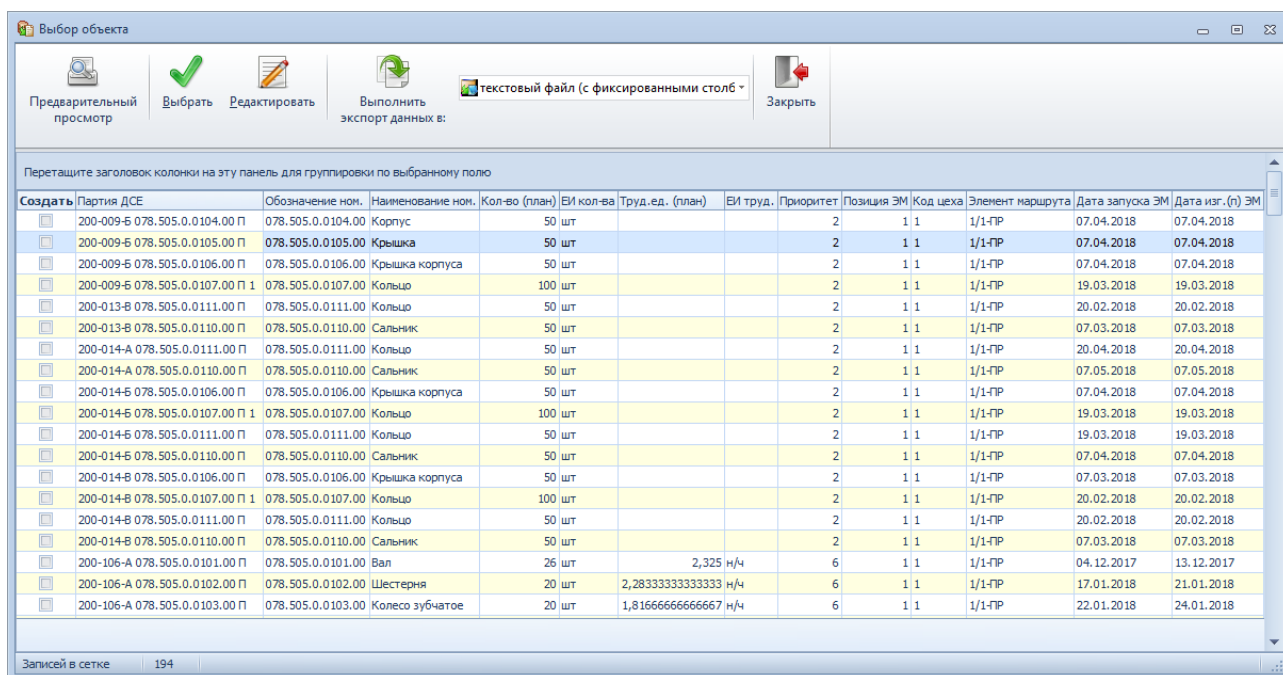 Выбор объекта
Предварительный просмотр
Выбрать
Редактировать
Выполнить экспорт данных в:
текстовый файл (с фиксированными столб
Закрыть
Перетащите заголовок колонки на эту панель для группировки по выбранному полю
Создать Партия ДСЕ Обозначение ном. Наименование ном. Кол-во (план) ЕИ кол-ва Труд.ед. (план) ЕИ труд. Приоритет Позиция ЭМ Код цеха Элемент маршрута Дата запуска ЭМ Дата изг.(п) ЭМ
200-009-Б 078.505.0.0104.00 П 078.505.0.0104.00 Корпус 50 шт 2 1 1 1/1-ПР 07.04.2018 07.04.2018
200-009-Б 078.505.0.0105.00 П 078.505.0.0105.00 Крышка 50 шт 2 1 1 1/1-ПР 07.04.2018 07.04.2018
200-009-Б 078.505.0.0106.00 П 078.505.0.0106.00 Крышка корпуса 50 шт 2 1 1 1/1-ПР 07.04.2018 07.04.2018
200-009-Б 078.505.0.0107.00 П 1 078.505.0.0107.00 Кольцо 100 шт 2 1 1 1/1-ПР 19.03.2018 19.03.2018
200-013-В 078.505.0.0111.00 П 078.505.0.0111.00 Кольцо 50 шт 2 1 1 1/1-ПР 20.02.2018 20.02.2018
200-013-В 078.505.0.0110.00 П 078.505.0.0110.00 Сальник 50 шт 2 1 1 1/1-ПР 07.03.2018 07.03.2018
200-014-А 078.505.0.0111.00 П 078.505.0.0111.00 Кольцо 50 шт 2 1 1 1/1-ПР 20.04.2018 20.04.2018
200-014-А 078.505.0.0110.00 П 078.505.0.0110.00 Сальник 50 шт 2 1 1 1/1-ПР 07.05.2018 07.05.2018
200-014-Б 078.505.0.0106.00 П 078.505.0.0106.00 Крышка корпуса 50 шт 2 1 1 1/1-ПР 07.04.2018 07.04.2018
200-014-Б 078.505.0.0107.00 П 1 078.505.0.0107.00 Кольцо 100 шт 2 1 1 1/1-ПР 19.03.2018 19.03.2018
200-014-Б 078.505.0.0111.00 П 078.505.0.0111.00 Кольцо 50 шт 2 1 1 1/1-ПР 19.03.2018 19.03.2018
200-014-Б 078.505.0.0110.00 П 078.505.0.0110.00 Сальник 50 шт 2 1 1 1/1-ПР 07.04.2018 07.04.2018
200-014-В 078.505.0.0106.00 П 078.505.0.0106.00 Крышка корпуса 50 шт 2 1 1 1/1-ПР 07.03.2018 07.03.2018
200-014-В 078.505.0.0107.00 П 1 078.505.0.0107.00 Кольцо 100 шт 2 1 1 1/1-ПР 20.02.2018 20.02.2018
200-014-В 078.505.0.0111.00 П 078.505.0.0111.00 Кольцо 50 шт 2 1 1 1/1-ПР 20.02.2018 20.02.2018
200-014-В 078.505.0.0110.00 П 078.505.0.0110.00 Сальник 50 шт 2 1 1 1/1-ПР 07.03.2018 07.03.2018
200-106-А 078.505.0.0101.00 П 078.505.0.0101.00 Вал 26 шт 2,325 н/ч 6 1 1 1/1-ПР 04.12.2017 13.12.2017
200-106-А 078.505.0.0102.00 П 078.505.0.0102.00 Шестерня 20 шт 2,28333333333333 н/ч 6 1 1 1/1-ПР 17.01.2018 21.01.2018
200-106-А 078.505.0.0103.00 П 078.505.0.0103.00 Колесо зубчатое 20 шт 1,81666666666667 н/ч 6 1 1 1/1-ПР 22.01.2018 24.01.2018
Записей в сетке 194